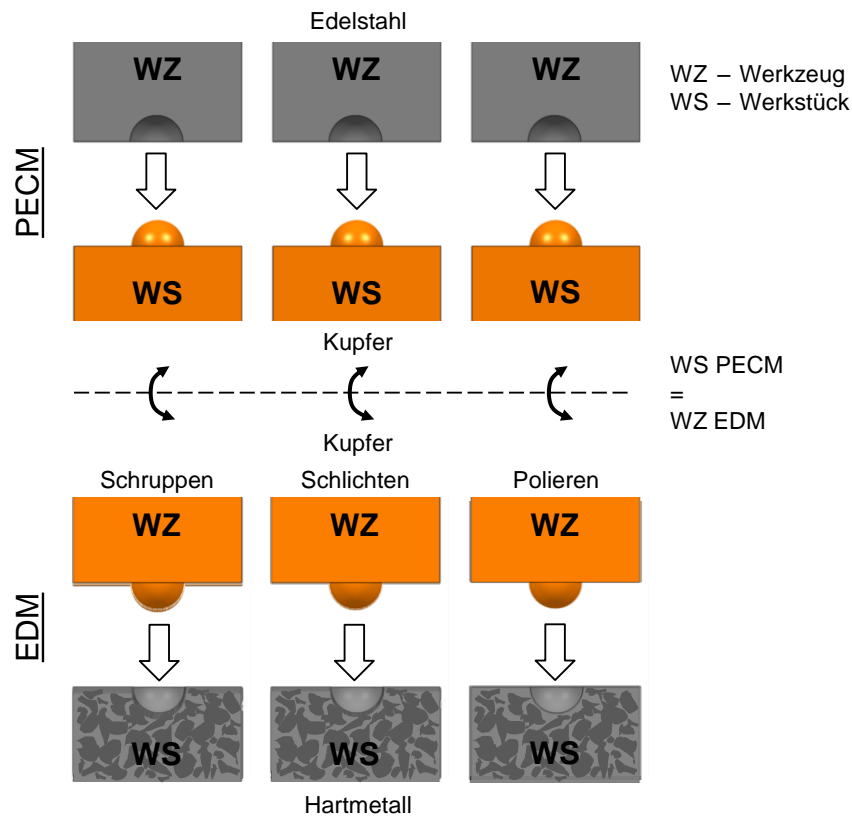 Edelstahl
WZ WZ WZ
WZ – Werkzeug
WS – Werkstück
PECM
WS WS WS
Kupfer
WS PECM
=
WZ EDM
Kupfer
Schruppen Schlichten Polieren
WZ WZ WZ
EDM
WS WS WS
Hartmetall